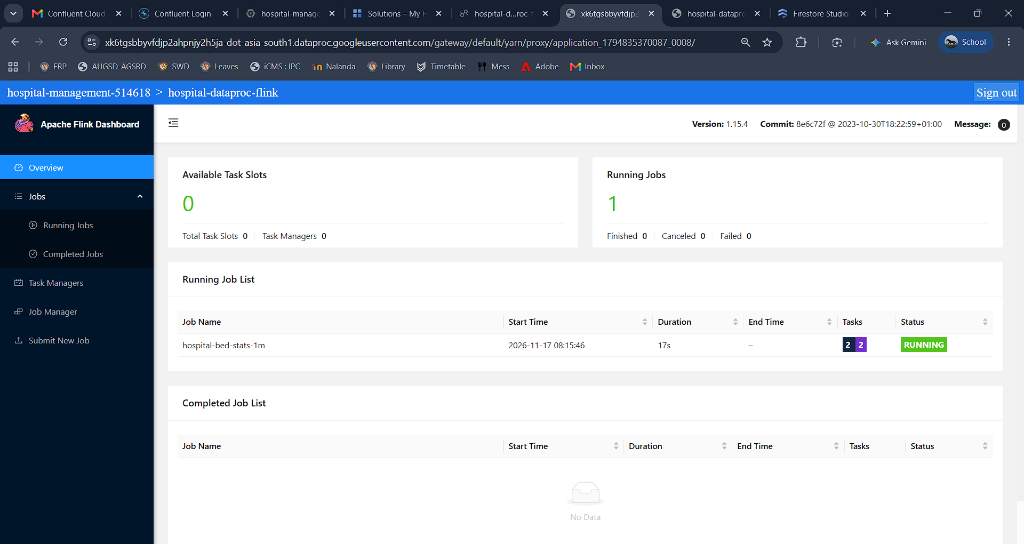 Confluent Cloud
Confluent Login
hospital-manage
Solutions - My H
hospital-d...roc-f
xk6tgsbbyvfdjp2
hospital-datapro
Firestore Studio
xk6tgsbbyvfdjp2ahpnjy2h5ja dot asia south1.dataproc.googleusercontent.com/gateway/default/yarn/proxy/application_1794835370087_0008/
Ask Gemini
School
ERP
AUGSD AGSRD
SWD
Leaves
iCMS : IPC
Nalanda
Library
Timetable
Mess
Adobe
Inbox
hospital-management-514618 > hospital-dataproc-flink
Sign out
Apache Flink Dashboard
Version: 1.15.4 Commit: 8e6c72f @ 2023-10-30T18:22:59+01:00 Message: 0
Overview
Jobs
Running Jobs
Completed Jobs
Task Managers
Job Manager
Submit New Job
Available Task Slots
0
Total Task Slots 0 Task Managers 0
Running Jobs
1
Finished 0 Canceled 0 Failed 0
Running Job List
Job Name Start Time Duration End Time Tasks Status
hospital-bed-stats-1m 2026-11-17 08:15:46 17s – 2 2 RUNNING
Completed Job List
Job Name Start Time Duration End Time Tasks Status
No Data